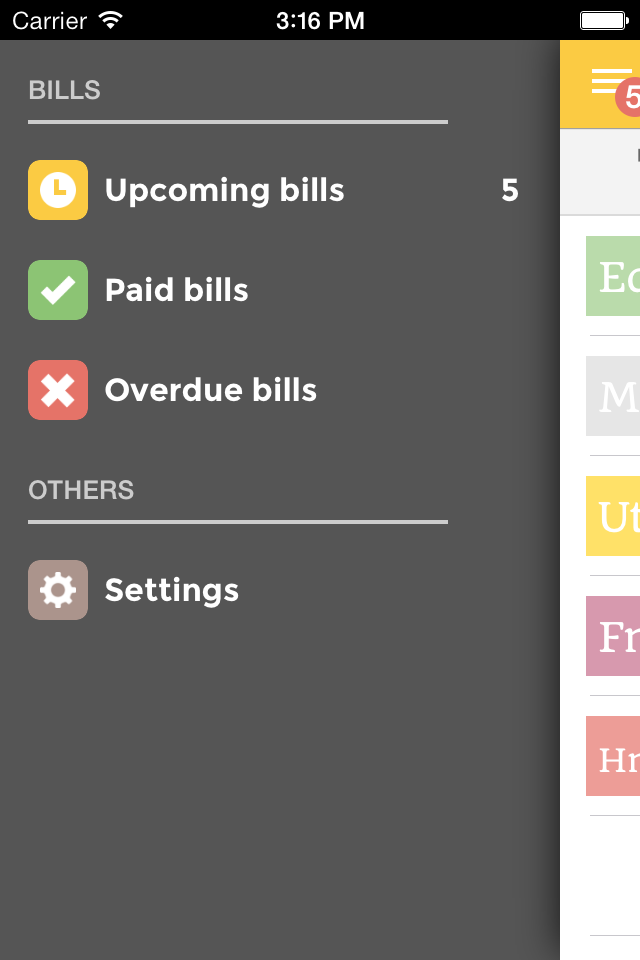 Carrier 3:16 PM
BILLS
5
Upcoming bills 5
Paid bills
Overdue bills
OTHERS
Settings
M